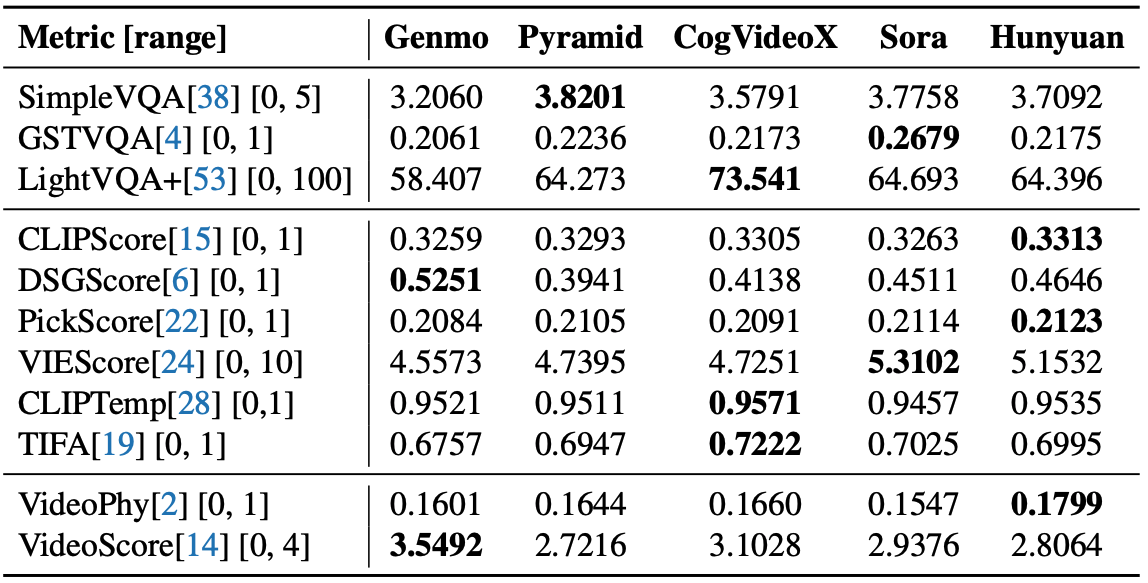 Metric [range] Genmo Pyramid CogVideoX Sora Hunyuan
SimpleVQA[38] [0, 5] 3.2060 3.8201 3.5791 3.7758 3.7092
GSTVQA[4] [0, 1] 0.2061 0.2236 0.2173 0.2679 0.2175
LightVQA+[53] [0, 100] 58.407 64.273 73.541 64.693 64.396
CLIPScore[15] [0, 1] 0.3259 0.3293 0.3305 0.3263 0.3313
DSGScore[6] [0, 1] 0.5251 0.3941 0.4138 0.4511 0.4646
PickScore[22] [0, 1] 0.2084 0.2105 0.2091 0.2114 0.2123
VIEScore[24] [0, 10] 4.5573 4.7395 4.7251 5.3102 5.1532
CLIPTemp[28] [0,1] 0.9521 0.9511 0.9571 0.9457 0.9535
TIFA[19] [0, 1] 0.6757 0.6947 0.7222 0.7025 0.6995
VideoPhy[2] [0, 1] 0.1601 0.1644 0.1660 0.1547 0.1799
VideoScore[14] [0, 4] 3.5492 2.7216 3.1028 2.9376 2.8064